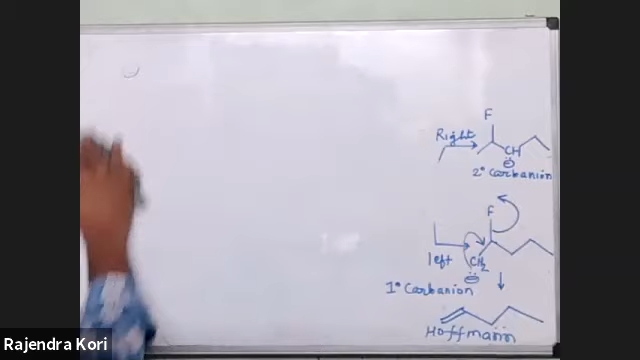 F
Right
CH
⊖
2° Carbanion
F
left
CH2
⊖
1° Carbanion
Hoffmann
Rajendra Kori